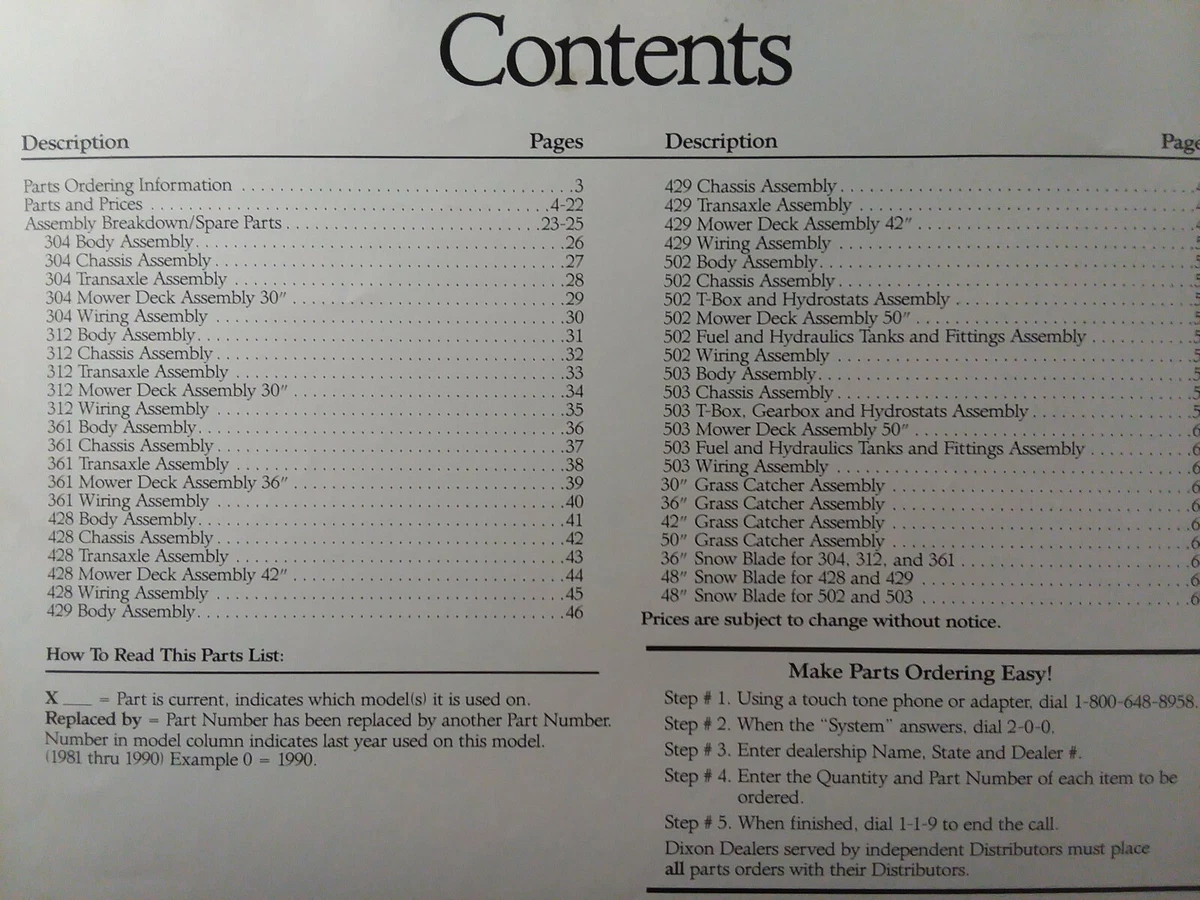 Contents
Description Pages
Parts Ordering Information 3
Parts and Prices 4-22
Assembly Breakdown/Spare Parts 23-25
304 Body Assembly 26
304 Chassis Assembly 27
304 Transaxle Assembly 28
304 Mower Deck Assembly 30″ 29
304 Wiring Assembly 30
312 Body Assembly 31
312 Chassis Assembly 32
312 Transaxle Assembly 33
312 Mower Deck Assembly 30″ 34
312 Wiring Assembly 35
361 Body Assembly 36
361 Chassis Assembly 37
361 Transaxle Assembly 38
361 Mower Deck Assembly 36″ 39
361 Wiring Assembly 40
428 Body Assembly 41
428 Chassis Assembly 42
428 Transaxle Assembly 43
428 Mower Deck Assembly 42″ 44
428 Wiring Assembly 45
429 Body Assembly 46
How To Read This Parts List:
X ___ = Part is current, indicates which model(s) it is used on.
Replaced by = Part Number has been replaced by another Part Number.
Number in model column indicates last year used on this model.
(1981 thru 1990) Example 0 = 1990.
Description Page
429 Chassis Assembly
429 Transaxle Assembly
429 Mower Deck Assembly 42″
429 Wiring Assembly
502 Body Assembly
502 Chassis Assembly
502 T-Box and Hydrostats Assembly
502 Mower Deck Assembly 50″
502 Fuel and Hydraulics Tanks and Fittings Assembly
502 Wiring Assembly
503 Body Assembly
503 Chassis Assembly
503 T-Box, Gearbox and Hydrostats Assembly
503 Mower Deck Assembly 50″
503 Fuel and Hydraulics Tanks and Fittings Assembly
503 Wiring Assembly
30″ Grass Catcher Assembly
36″ Grass Catcher Assembly
42″ Grass Catcher Assembly
50″ Grass Catcher Assembly
36″ Snow Blade for 304, 312, and 361
48″ Snow Blade for 428 and 429
48″ Snow Blade for 502 and 503
Prices are subject to change without notice.
Make Parts Ordering Easy!
Step # 1. Using a touch tone phone or adapter, dial 1-800-648-8958.
Step # 2. When the "System" answers, dial 2-0-0.
Step # 3. Enter dealership Name, State and Dealer #.
Step # 4. Enter the Quantity and Part Number of each item to be
ordered.
Step # 5. When finished, dial 1-1-9 to end the call.
Dixon Dealers served by independent Distributors must place
all parts orders with their Distributors.